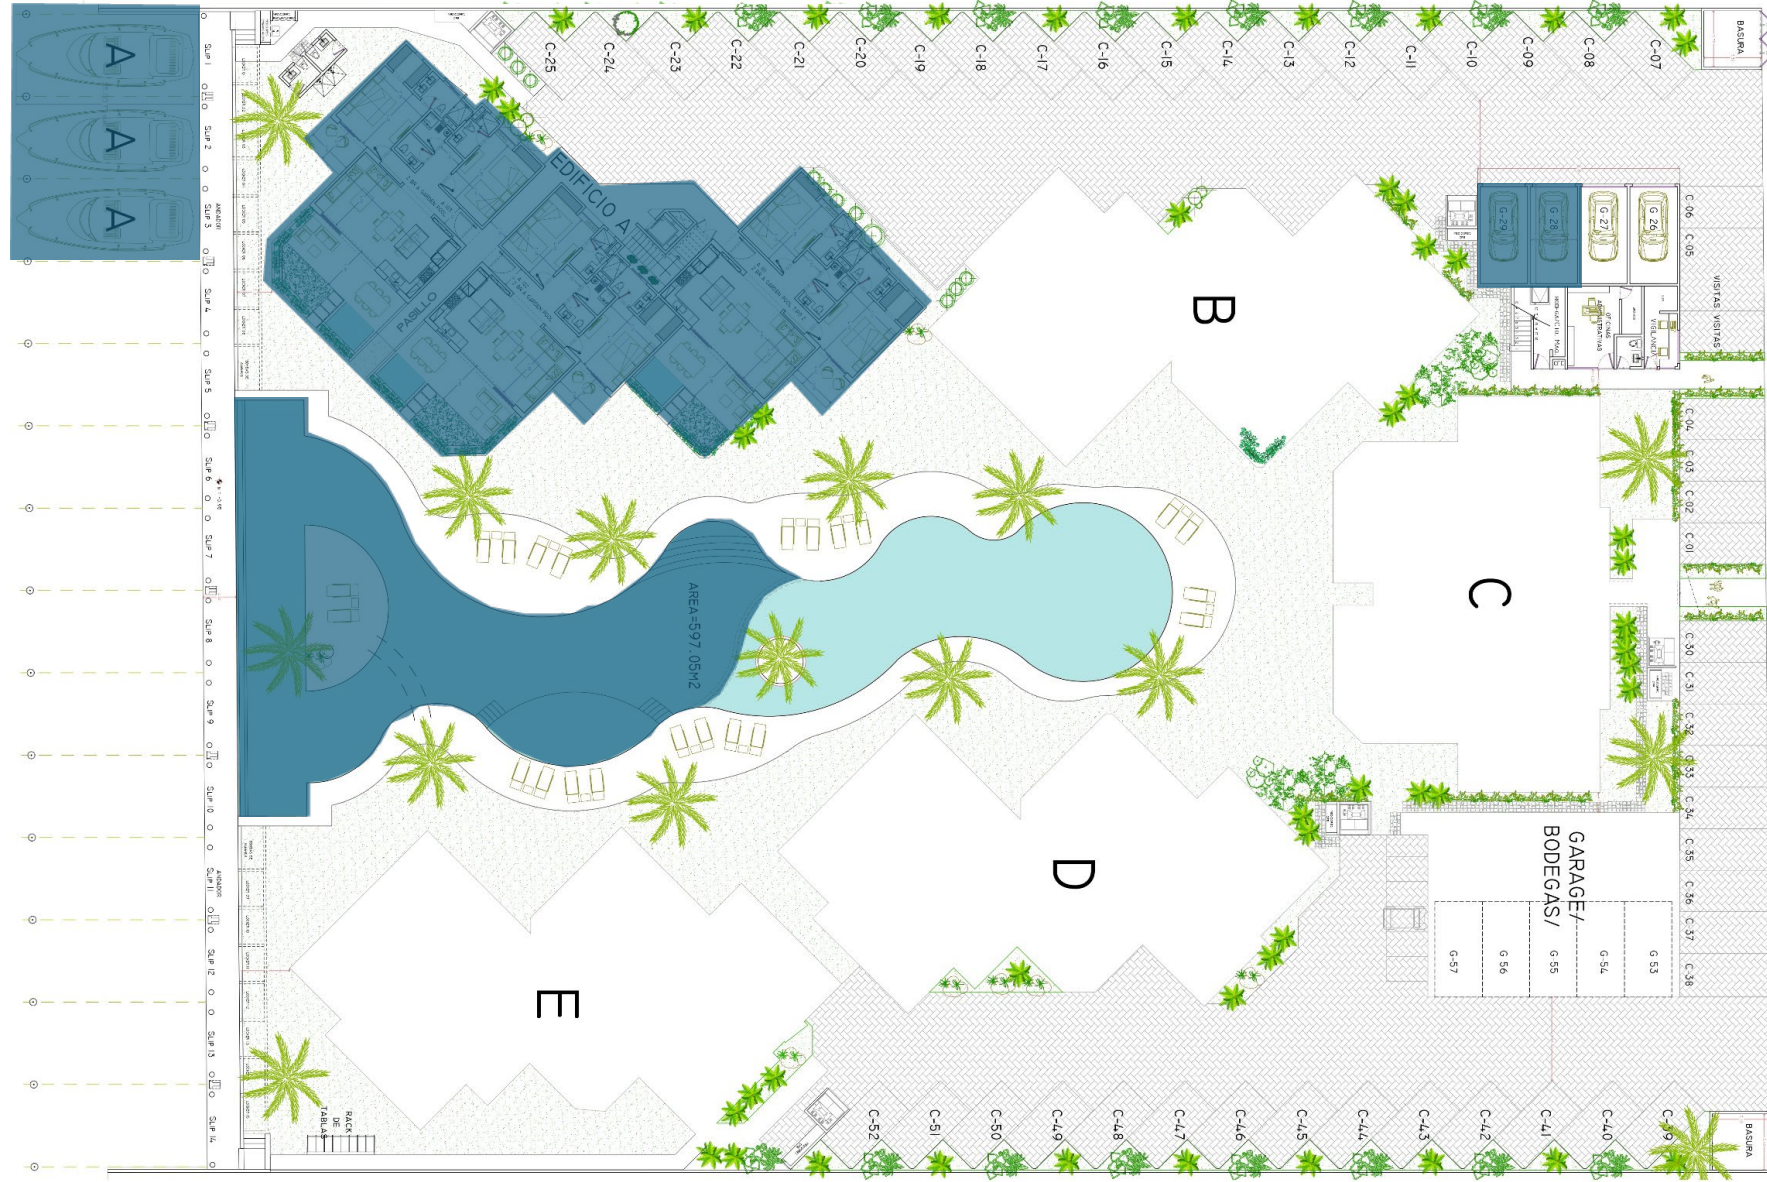 A
A
A
SLIP 1
SLIP 2
ANDADOR
SLIP 3
SLIP 4
SLIP 5
SLIP 6
SLIP 7
SLIP 8
SLIP 9
SLIP 10
ANDADOR
SLIP 11
SLIP 12
SLIP 13
SLIP 14
C-25
C-24
C-23
C-22
C-21
C-20
C-19
C-18
C-17
C-16
C-15
C-14
C-13
C-12
C-11
C-10
C-09
C-08
C-07
BASURA
EDIFICIO A
PASILLO
B
G-29
G-28
G-27
G-26
C-06
C-05
VISITAS VISITAS
OFICINAS
ADMINISTRATIVAS
VIGILANCIA
C-04
C-03
C-02
C-01
AREA=597.05M2
C
C-30
C-31
C-32
C-33
C-34
C-35
C-36
C-37
C-38
D
GARAGE/
BODEGAS/
G-57
G 56
G 55
G-54
G 53
E
RACK
DE
TABLAS
C-52
C-51
C-50
C-49
C-48
C-47
C-46
C-45
C-44
C-43
C-42
C-41
C-40
C-39
BASURA